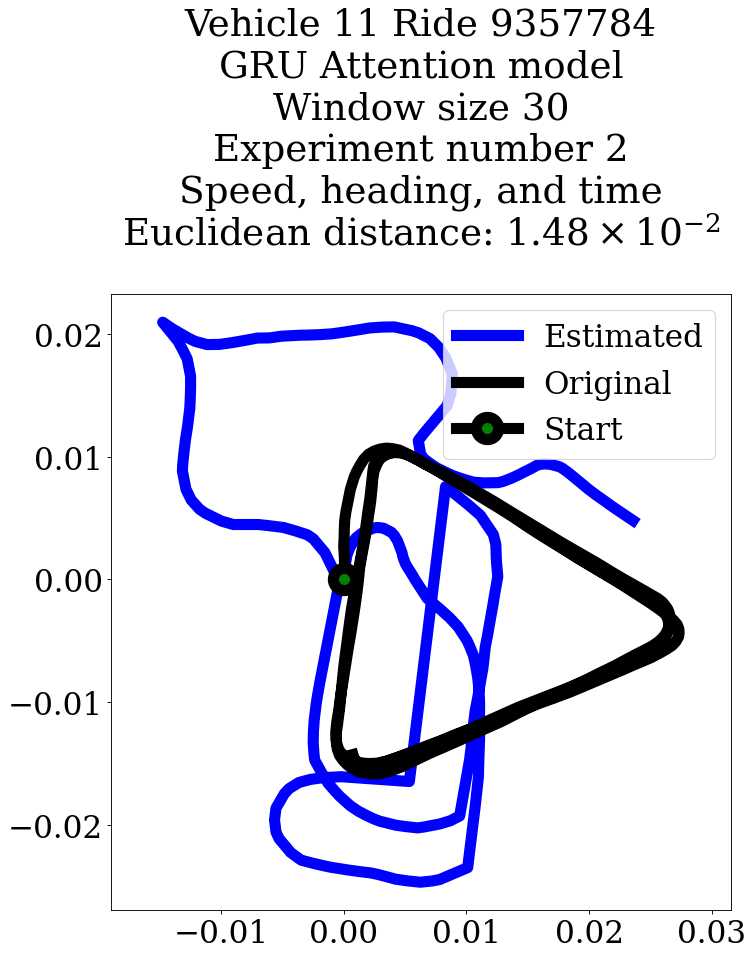 Vehicle 11 Ride 9357784
GRU Attention model
Window size 30
Experiment number 2
Speed, heading, and time
Euclidean distance: 1.48 × 10⁻²
Estimated
Original
Start
0.02
0.01
0.00
−0.01
−0.02
−0.01 0.00 0.01 0.02 0.03